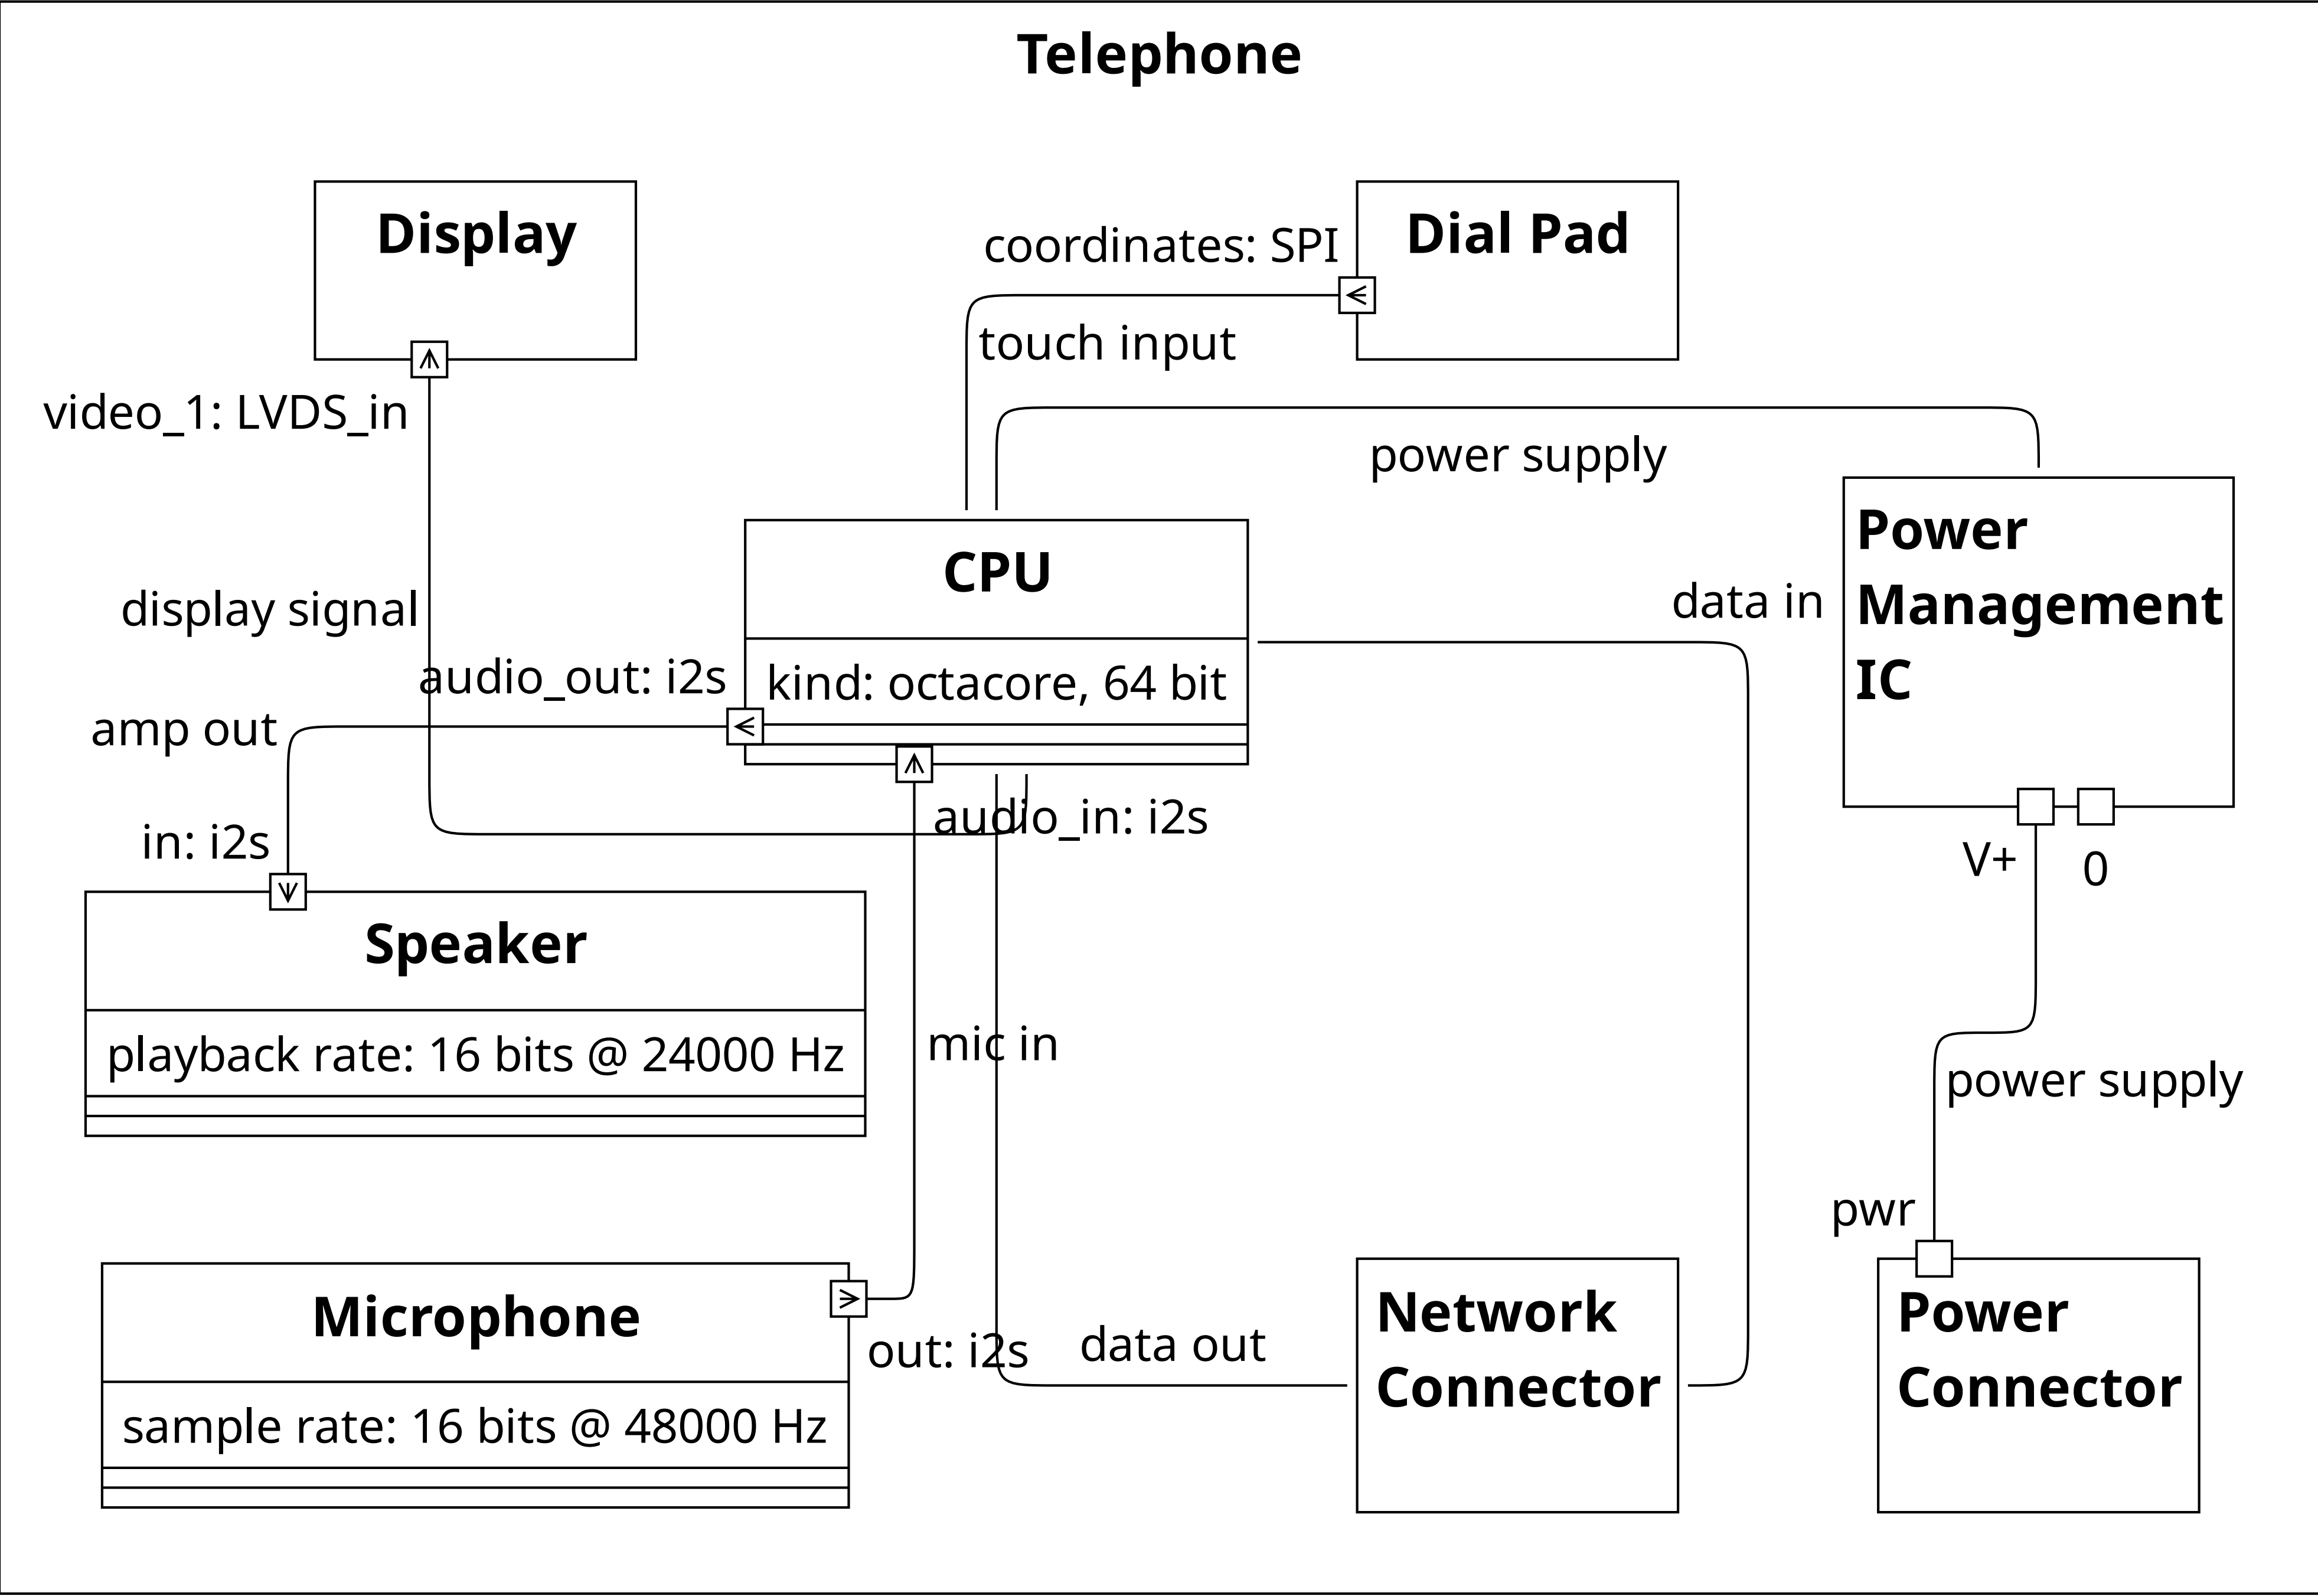 Telephone
Display
Dial Pad
coordinates: SPI
touch input
video_1: LVDS_in
power supply
Power
Management
IC
CPU
data in
display signal
audio_out: i2s
kind: octacore, 64 bit
amp out
audio_in: i2s
in: i2s
V+
0
Speaker
playback rate: 16 bits @ 24000 Hz
mic in
power supply
pwr
Microphone
out: i2s
data out
Network
Connector
Power
Connector
sample rate: 16 bits @ 48000 Hz